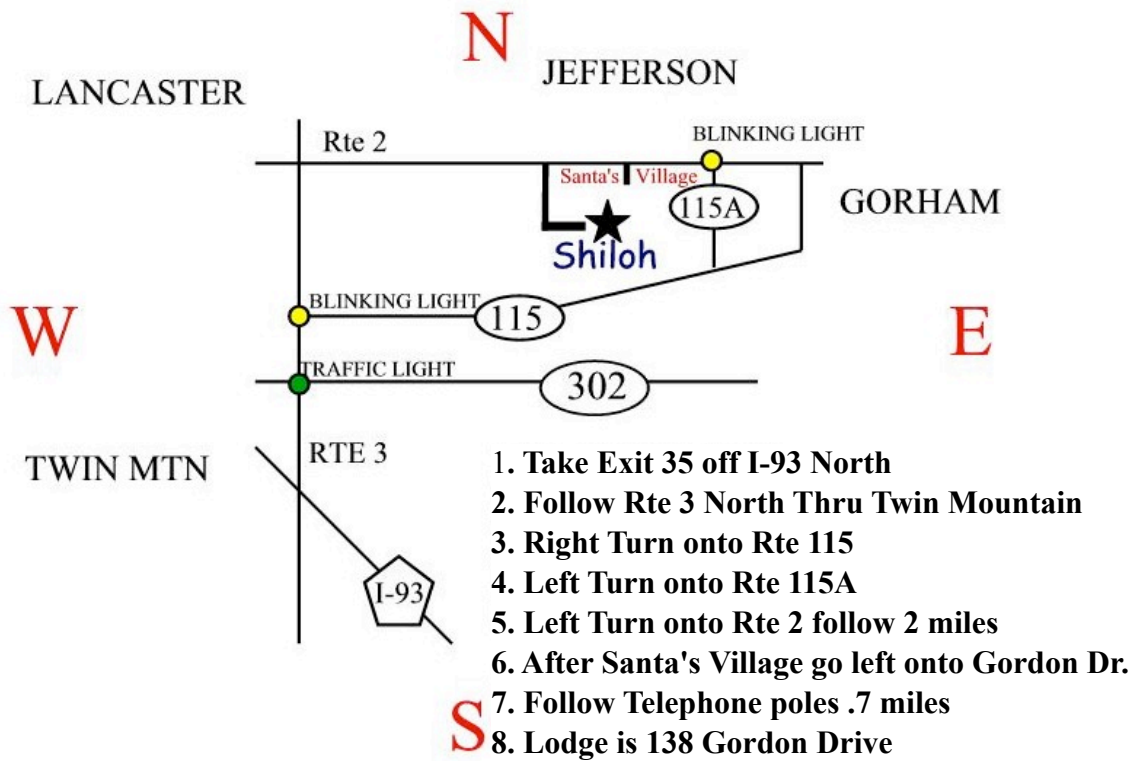 N
JEFFERSON
LANCASTER
Rte 2
BLINKING LIGHT
Santa's Village
115A
GORHAM
Shiloh
W
BLINKING LIGHT
115
E
TRAFFIC LIGHT
302
TWIN MTN
RTE 3
I-93
1. Take Exit 35 off I-93 North
2. Follow Rte 3 North Thru Twin Mountain
3. Right Turn onto Rte 115
4. Left Turn onto Rte 115A
5. Left Turn onto Rte 2 follow 2 miles
6. After Santa's Village go left onto Gordon Dr.
7. Follow Telephone poles .7 miles
S
8. Lodge is 138 Gordon Drive